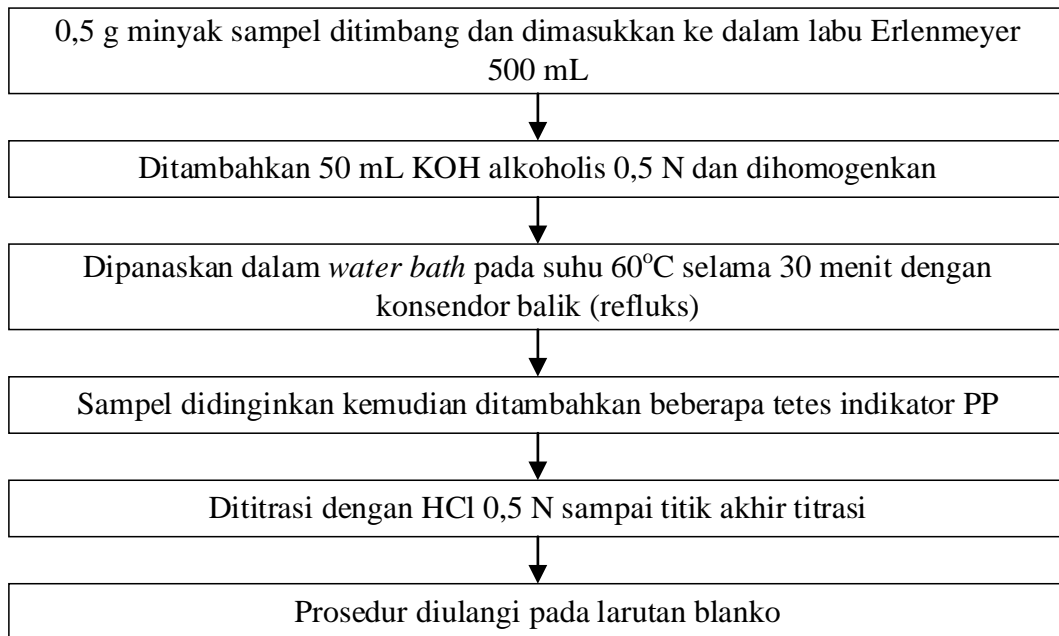 0,5 g minyak sampel ditimbang dan dimasukkan ke dalam labu Erlenmeyer
500 mL
Ditambahkan 50 mL KOH alkoholis 0,5 N dan dihomogenkan
Dipanaskan dalam water bath pada suhu 60°C selama 30 menit dengan
konsendor balik (refluks)
Sampel didinginkan kemudian ditambahkan beberapa tetes indikator PP
Dititrasi dengan HCl 0,5 N sampai titik akhir titrasi
Prosedur diulangi pada larutan blanko